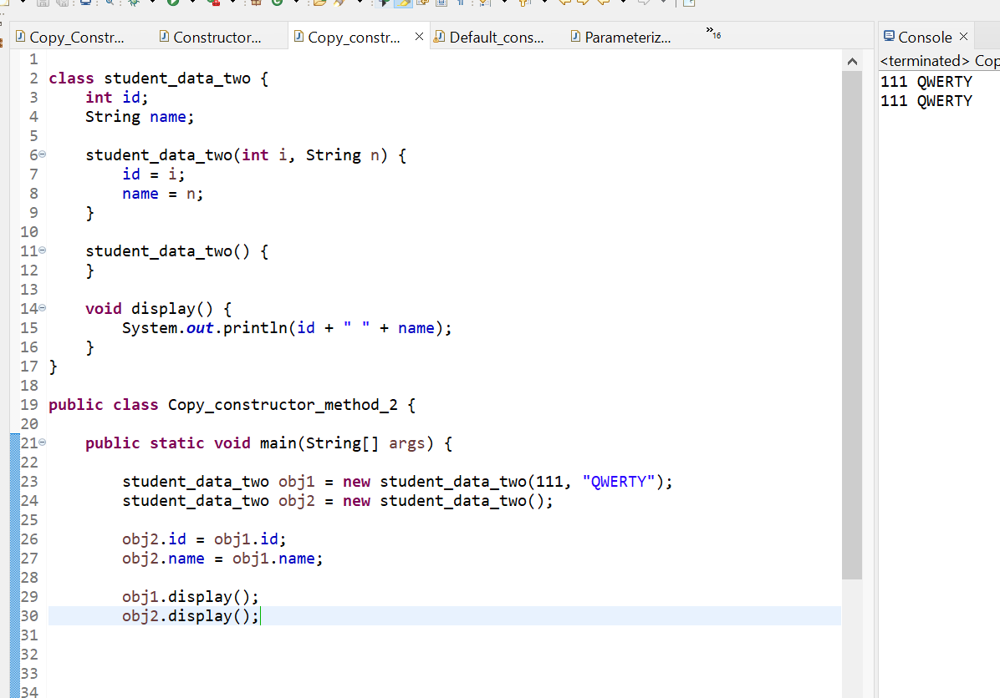 Copy_Constr... Constructor... Copy_constr... Default_cons... Parameteriz... »16
1
2 class student_data_two {
3 int id;
4 String name;
5
6 student_data_two(int i, String n) {
7 id = i;
8 name = n;
9 }
10
11 student_data_two() {
12 }
13
14 void display() {
15 System.out.println(id + " " + name);
16 }
17 }
18
19 public class Copy_constructor_method_2 {
20
21 public static void main(String[] args) {
22
23 student_data_two obj1 = new student_data_two(111, "QWERTY");
24 student_data_two obj2 = new student_data_two();
25
26 obj2.id = obj1.id;
27 obj2.name = obj1.name;
28
29 obj1.display();
30 obj2.display();
31
32
33
34
Console
<terminated> Cop
111 QWERTY
111 QWERTY